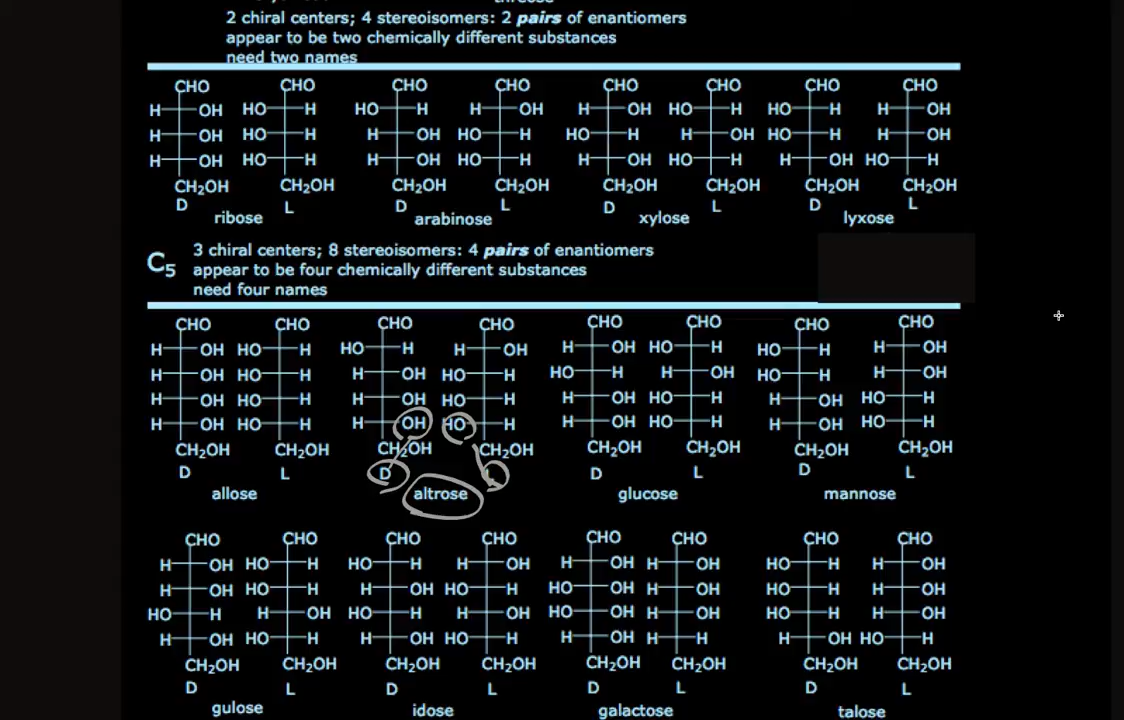 2 chiral centers; 4 stereoisomers: 2 pairs of enantiomers
appear to be two chemically different substances
need two names
CHO CHO CHO CHO CHO CHO CHO CHO
H OH HO H HO H H OH H OH HO H HO H H OH
H OH HO H H OH HO H HO H H OH HO H H OH
H OH HO H H OH HO H H OH HO H H OH HO H
CH2OH CH2OH CH2OH CH2OH CH2OH CH2OH CH2OH CH2OH
D L D L D L D L
ribose arabinose xylose lyxose
C5
3 chiral centers; 8 stereoisomers: 4 pairs of enantiomers
appear to be four chemically different substances
need four names
CHO CHO CHO CHO CHO CHO CHO CHO
H OH HO H HO H H OH H OH HO H HO H H OH
H OH HO H H OH HO H HO H H OH HO H H OH
H OH HO H H OH HO H H OH HO H H OH HO H
H OH HO H H OH HO H H OH HO H H OH HO H
CH2OH CH2OH CH2OH CH2OH CH2OH CH2OH CH2OH CH2OH
D L D D L D L
allose altrose glucose mannose
CHO CHO CHO CHO CHO CHO CHO CHO
H OH HO H HO H H OH H OH H OH HO H H OH
H OH HO H H OH HO H HO OH H OH HO H H OH
HO H H OH HO H H OH HO OH H OH HO H H OH
H OH HO H H OH HO H H OH H H H OH HO H
CH2OH CH2OH CH2OH CH2OH CH2OH CH2OH CH2OH CH2OH
D L D L D L D L
gulose idose galactose talose